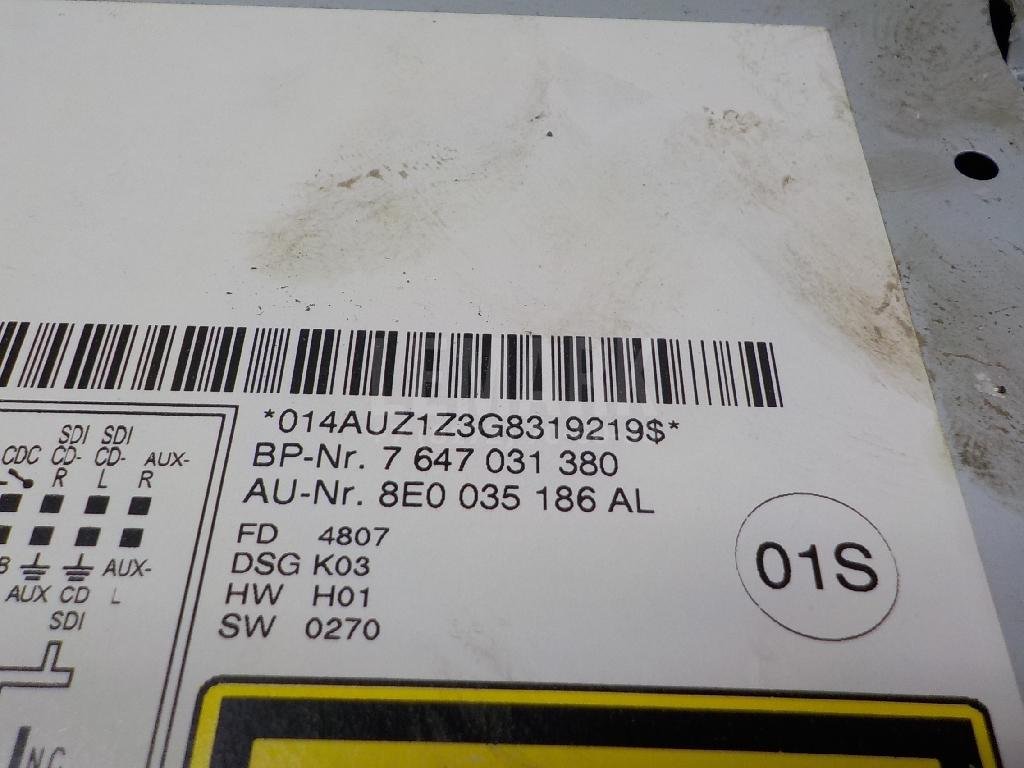 *014AUZ1Z3G8319219$*
BP-Nr. 7 647 031 380
AU-Nr. 8E0 035 186 AL
FD 4807
DSG K03
HW H01
SW 0270
01S
SDI SDI
CDC CD- CD- AUX-
R L R
AUX-
AUX CD L
SDI
N.C.